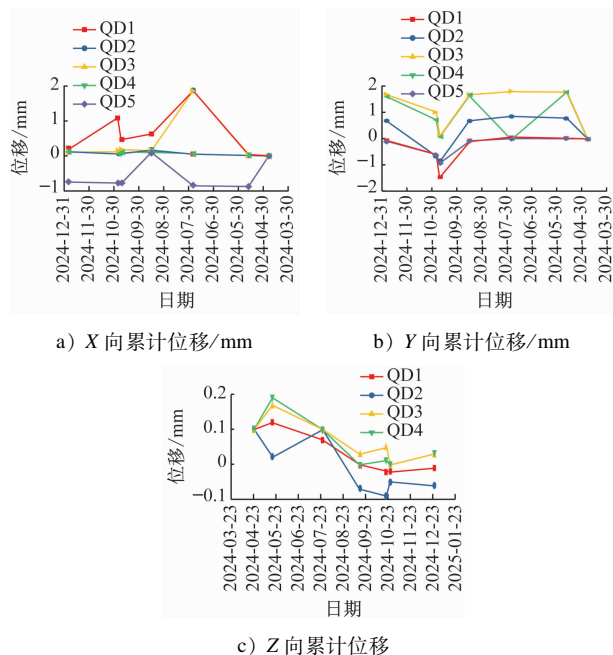 QD1
QD2
QD3
QD4
QD5
位移/mm
2
1
0
−1
2024-12-31
2024-11-30
2024-10-30
2024-09-30
2024-08-30
2024-07-30
2024-06-30
2024-05-30
2024-04-30
2024-03-30
日期
a）X 向累计位移/mm
QD1
QD2
QD3
QD4
QD5
位移/mm
2
1
0
−1
−2
2024-12-31
2024-11-30
2024-10-30
2024-09-30
2024-08-30
2024-07-30
2024-06-30
2024-05-30
2024-04-30
2024-03-30
日期
b）Y 向累计位移/mm
QD1
QD2
QD3
QD4
位移/mm
0.2
0.1
0
−0.1
2024-03-23
2024-04-23
2024-05-23
2024-06-23
2024-07-23
2024-08-23
2024-09-23
2024-10-23
2024-11-23
2024-12-23
2025-01-23
日期
c）Z 向累计位移